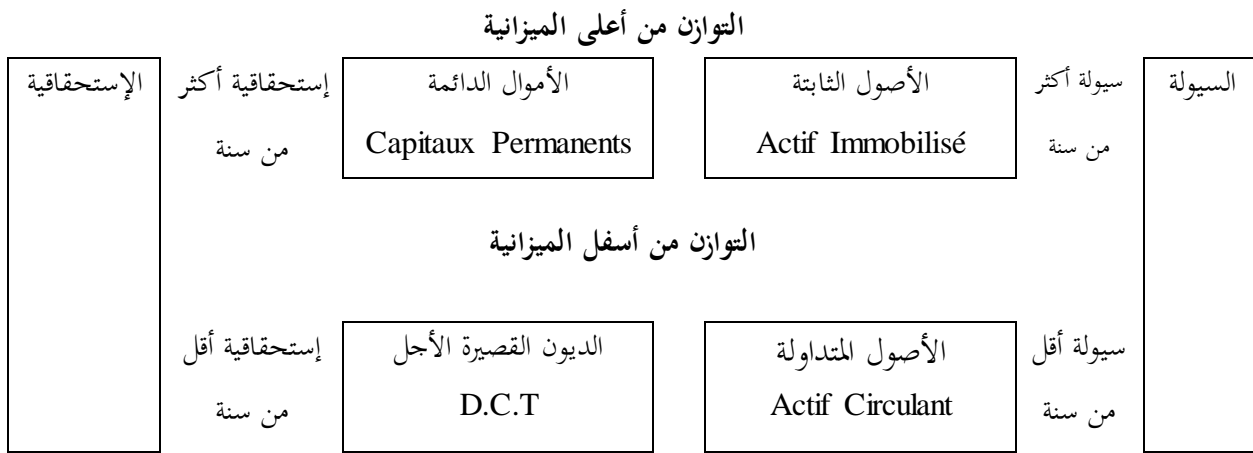 التوازن من أعلى الميزانية
السيولة
سيولة أكثر
من سنة
الأصول الثابتة
Actif Immobilisé
الأموال الدائمة
Capitaux Permanents
إستحقاقية أكثر
من سنة
الإستحقاقية
التوازن من أسفل الميزانية
سيولة أقل
من سنة
الأصول المتداولة
Actif Circulant
الديون القصيرة الأجل
D.C.T
إستحقاقية أقل
من سنة